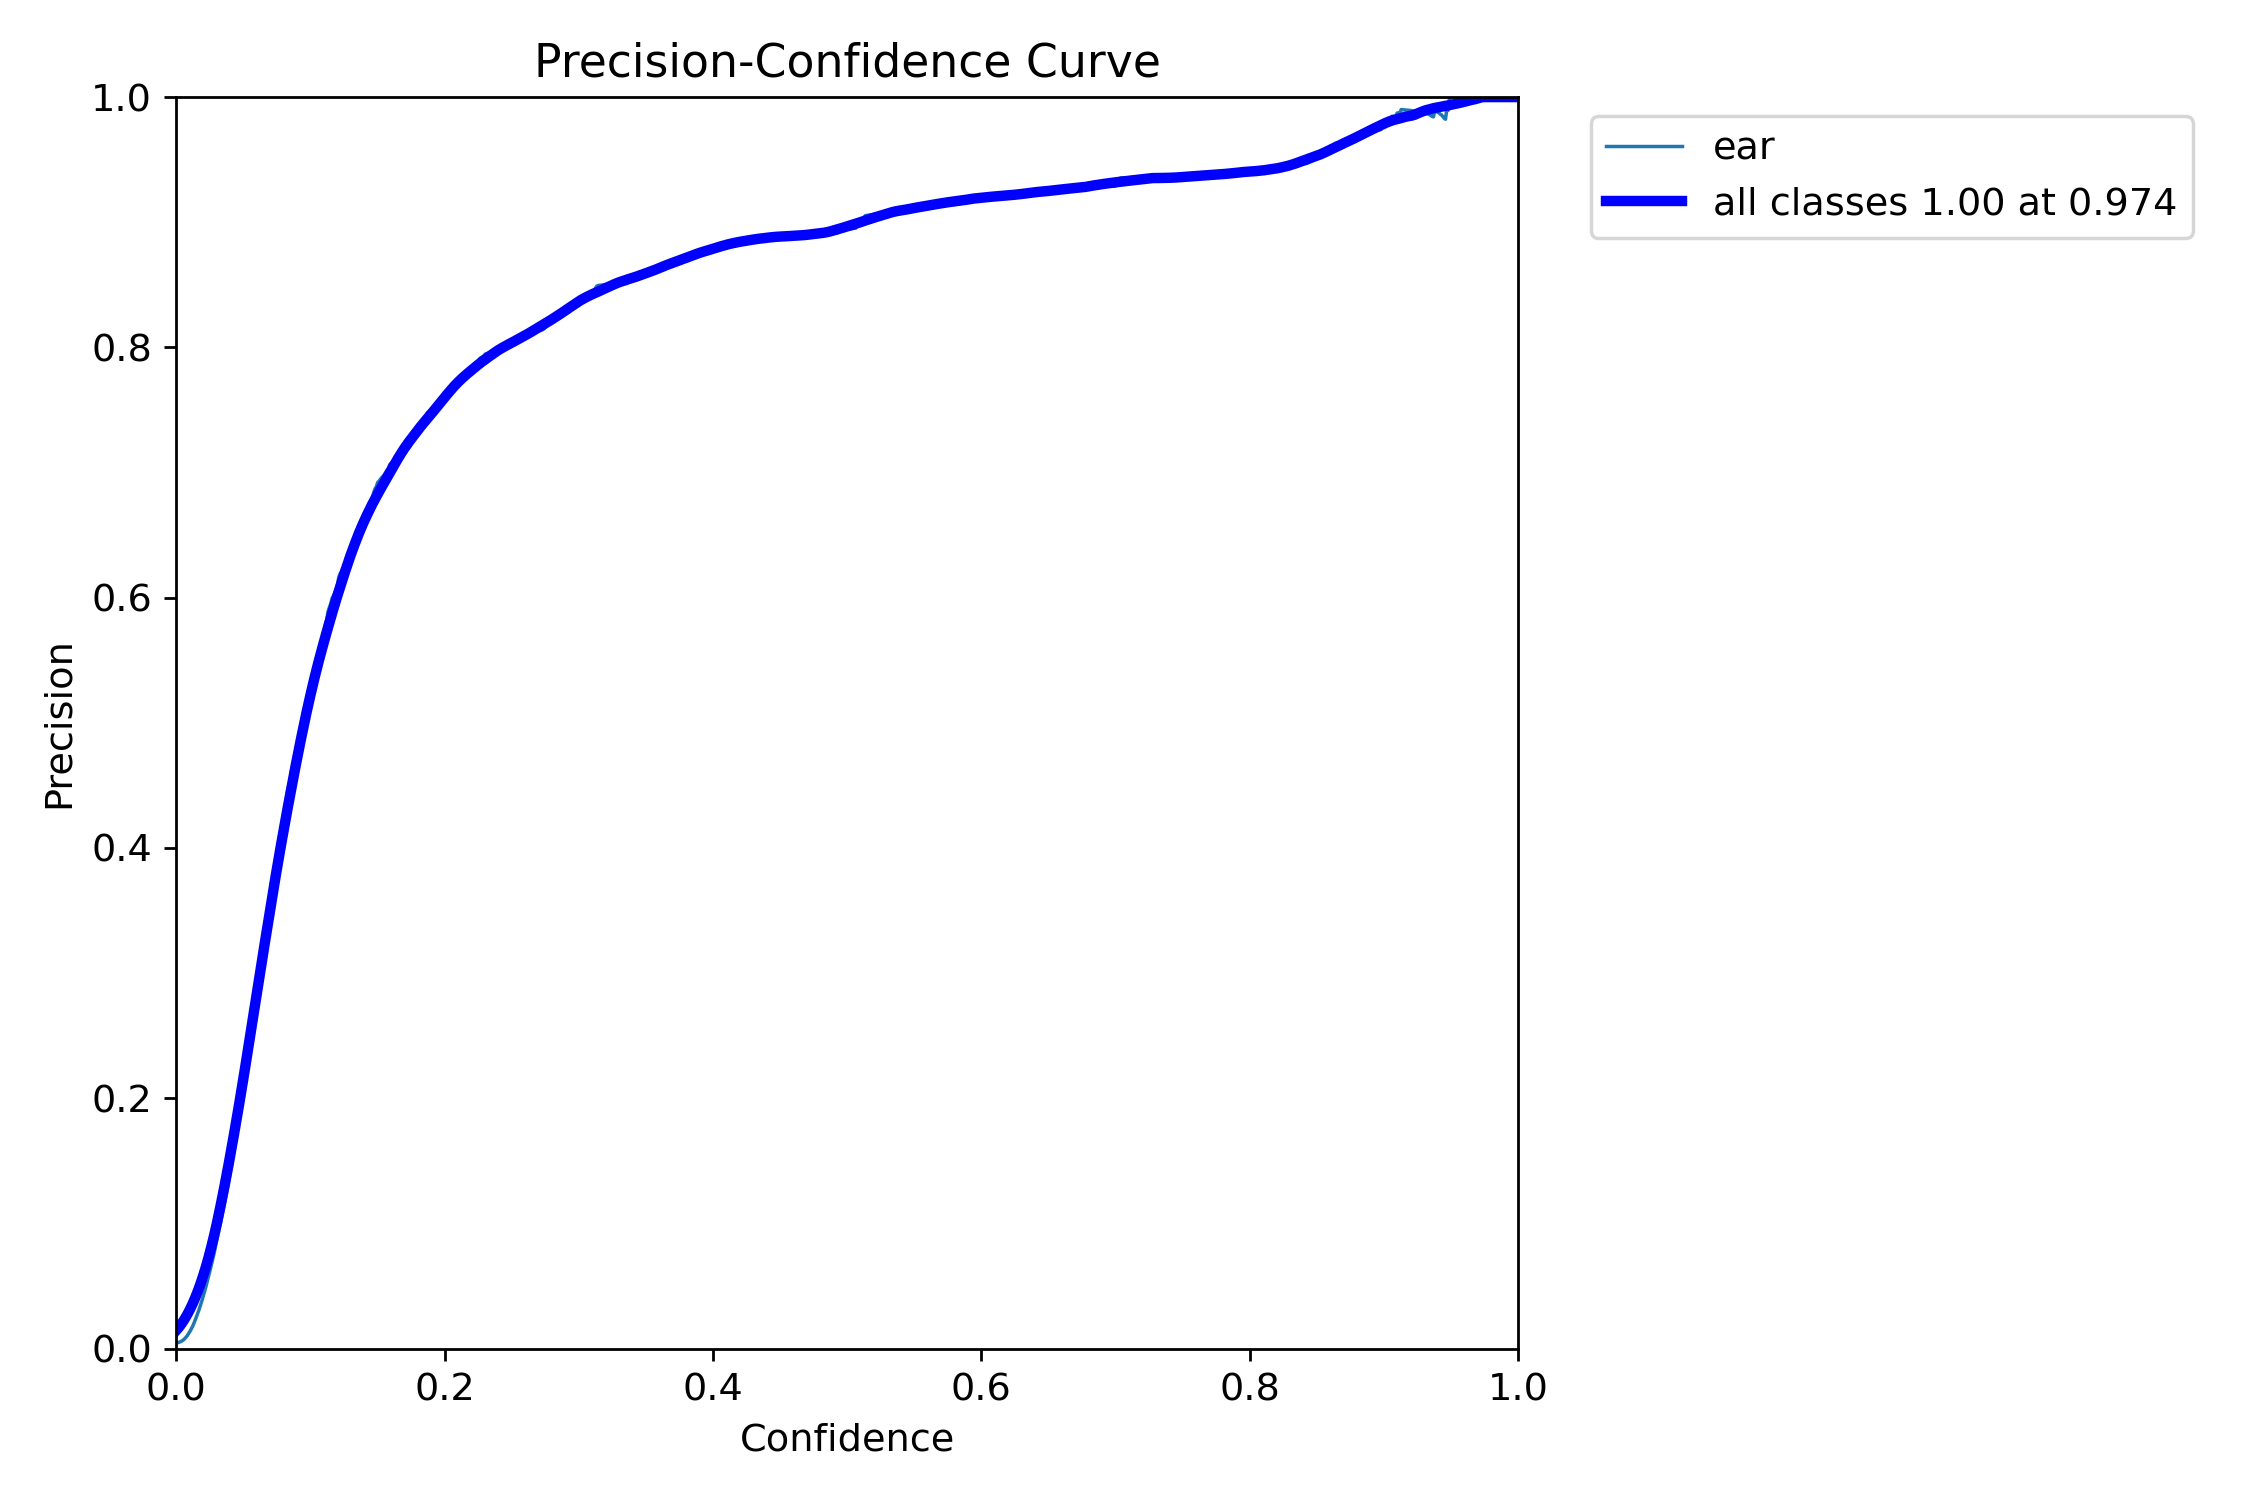 Precision-Confidence Curve
1.0
0.8
0.6
0.4
0.2
0.0
Precision
0.0 0.2 0.4 0.6 0.8 1.0
Confidence
ear
all classes 1.00 at 0.974